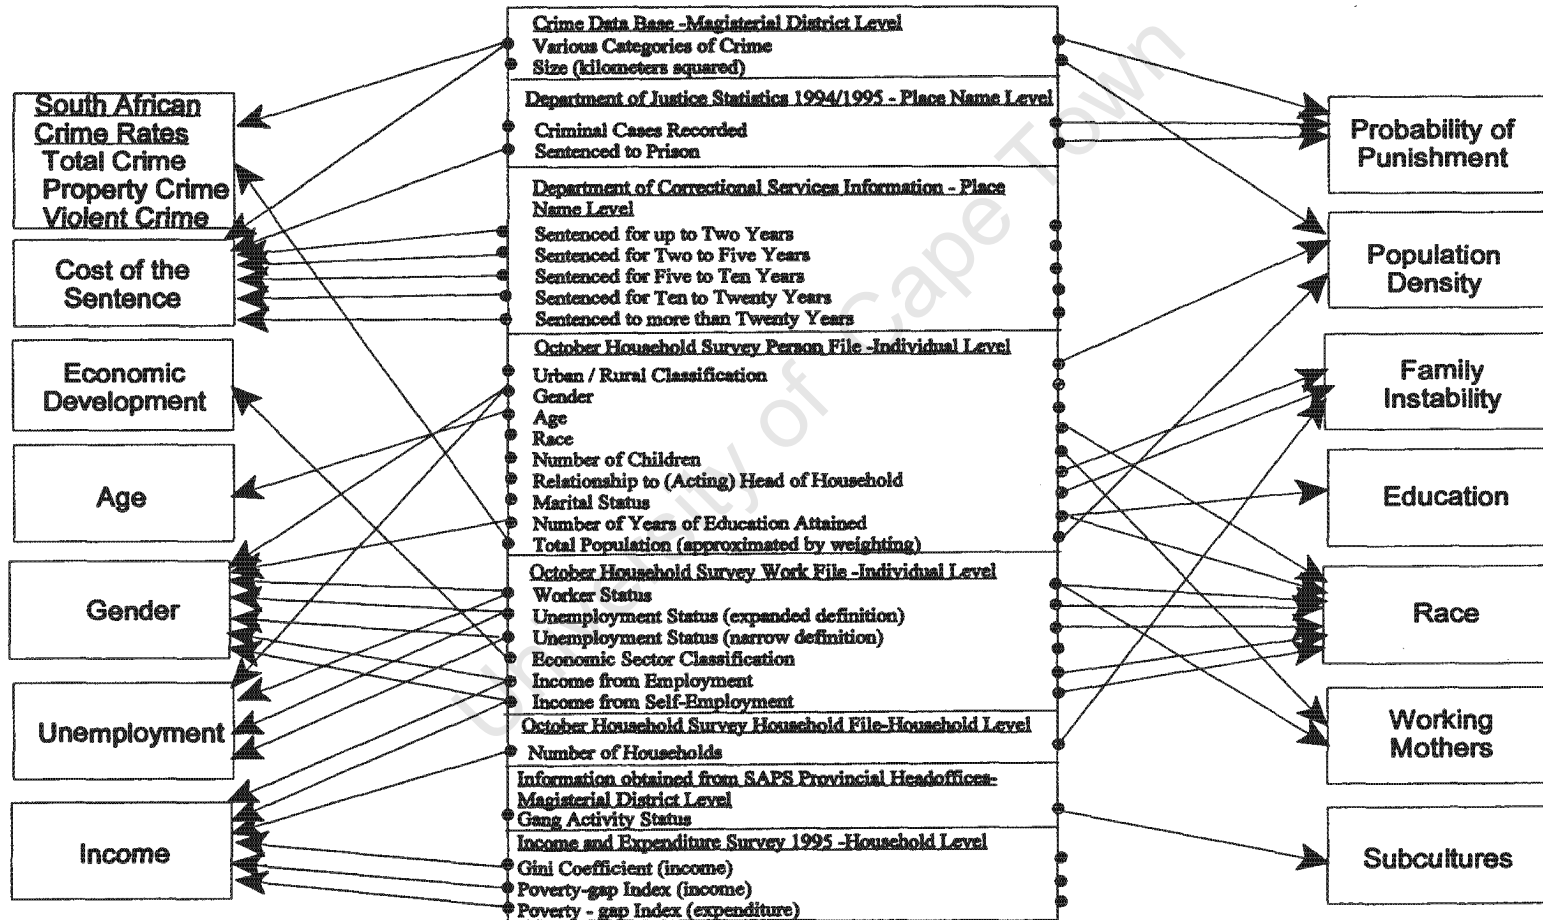 South African
Crime Rates
Total Crime
Property Crime
Violent Crime
Cost of the
Sentence
Economic
Development
Age
Gender
Unemployment
Income
Crime Data Base -Magisterial District Level
Various Categories of Crime
Size (kilometers squared)
Department of Justice Statistics 1994/1995 - Place Name Level
Criminal Cases Recorded
Sentenced to Prison
Department of Correctional Services Information - Place
Name Level
Sentenced for up to Two Years
Sentenced for Two to Five Years
Sentenced for Five to Ten Years
Sentenced for Ten to Twenty Years
Sentenced to more than Twenty Years
October Household Survey Person File -Individual Level
Urban / Rural Classification
Gender
Age
Race
Number of Children
Relationship to (Acting) Head of Household
Marital Status
Number of Years of Education Attained
Total Population (approximated by weighting)
October Household Survey Work File -Individual Level
Worker Status
Unemployment Status (expanded definition)
Unemployment Status (narrow definition)
Economic Sector Classification
Income from Employment
Income from Self-Employment
October Household Survey Household File-Household Level
Number of Households
Information obtained from SAPS Provincial Headoffices-
Magisterial District Level
Gang Activity Status
Income and Expenditure Survey 1995 -Household Level
Gini Coefficient (income)
Poverty-gap Index (income)
Poverty - gap Index (expenditure)
Probability of
Punishment
Population
Density
Family
Instability
Education
Race
Working
Mothers
Subcultures
University of Cape Town